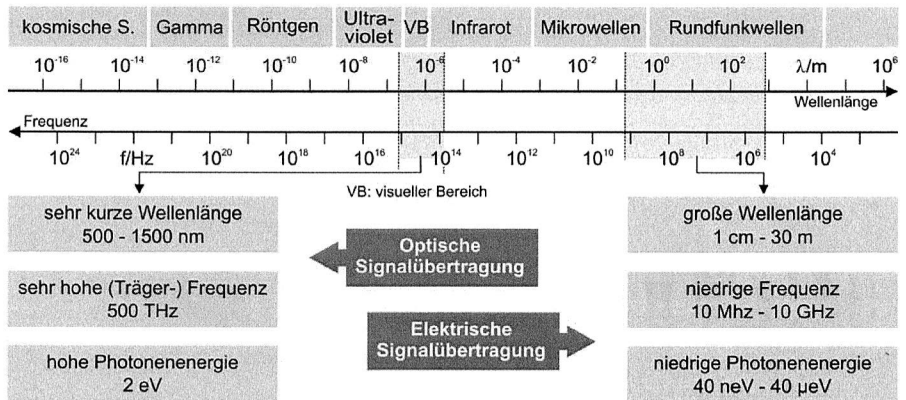 kosmische S. Gamma Röntgen Ultra-
violet VB Infrarot Mikrowellen Rundfunkwellen
10⁻¹⁶ 10⁻¹⁴ 10⁻¹² 10⁻¹⁰ 10⁻⁸ 10⁻⁶ 10⁻⁴ 10⁻² 10⁰ 10² λ/m 10⁶
Wellenlänge
Frequenz
10²⁴ f/Hz 10²⁰ 10¹⁸ 10¹⁶ 10¹⁴ 10¹² 10¹⁰ 10⁸ 10⁶ 10⁴
VB: visueller Bereich
sehr kurze Wellenlänge
500 - 1500 nm
sehr hohe (Träger-) Frequenz
500 THz
hohe Photonenenergie
2 eV
Optische
Signalübertragung
Elektrische
Signalübertragung
große Wellenlänge
1 cm - 30 m
niedrige Frequenz
10 Mhz - 10 GHz
niedrige Photonenenergie
40 neV - 40 µeV